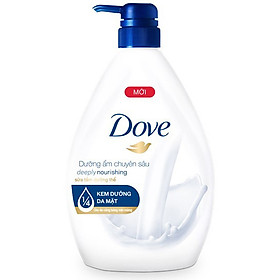 MỚI
Dove
Dưỡng ẩm chuyên sâu
deeply nourishing
sữa tắm dưỡng thể
1/4
KEM DƯỠNG
DA MẶT